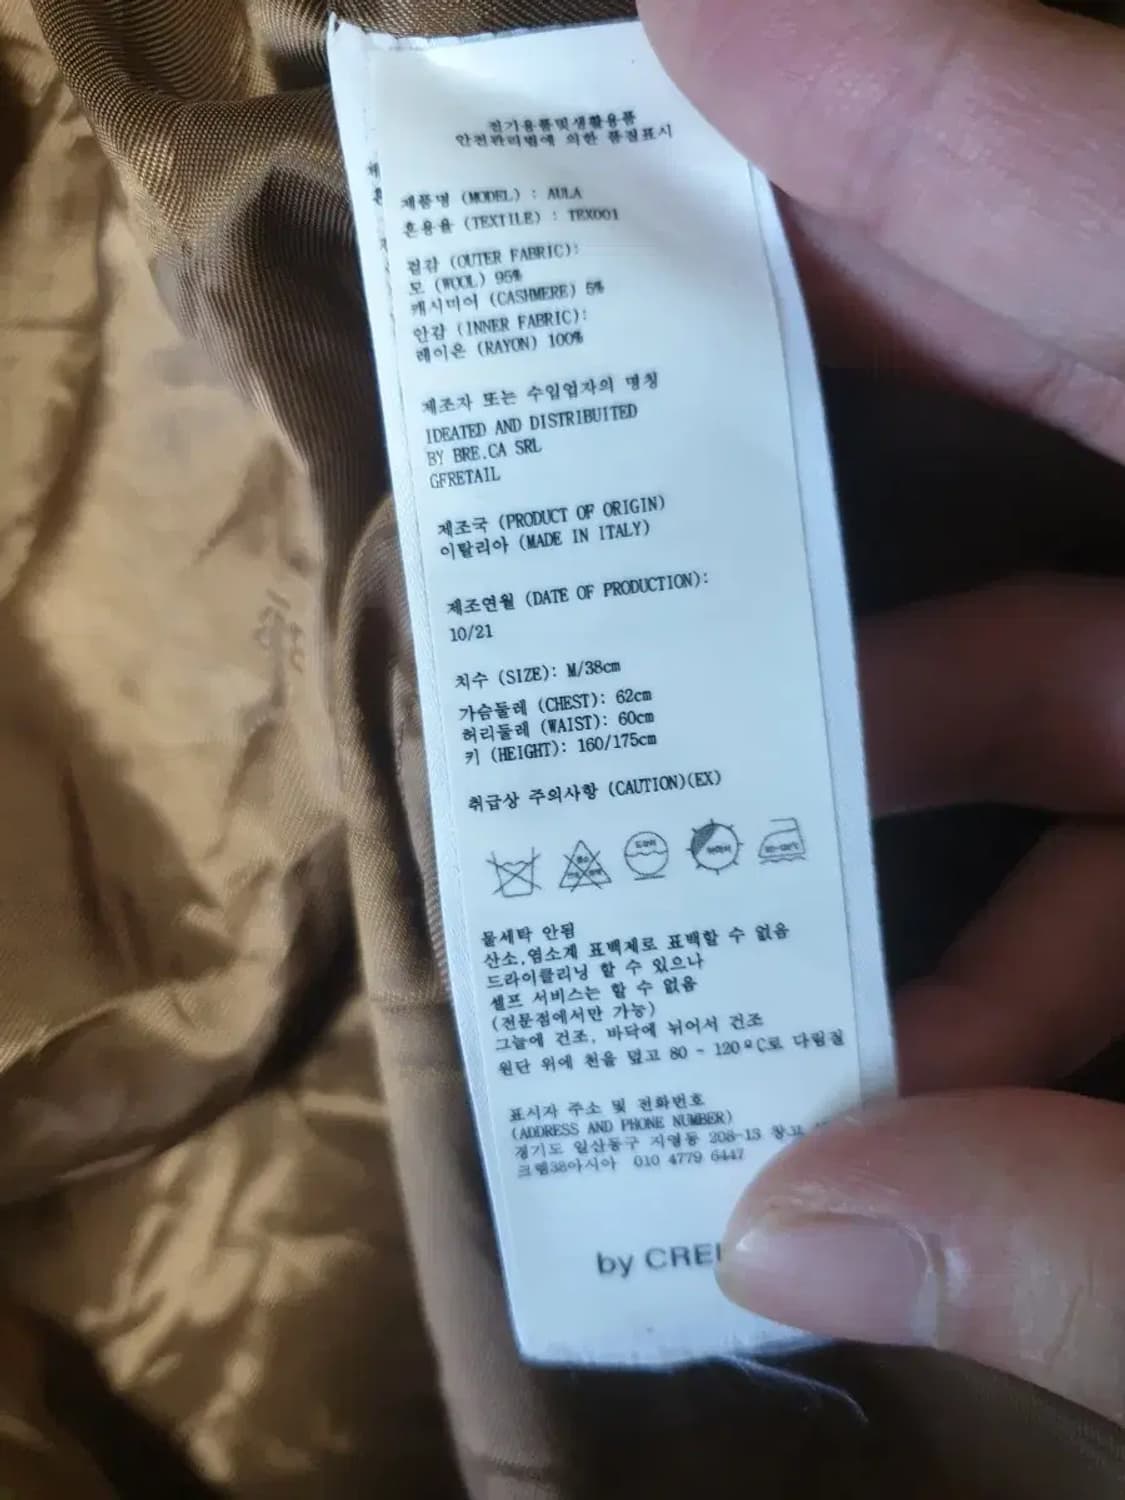 전기용품및생활용품
안전관리법에 의한 품질표시
제품명 (MODEL) : AULA
혼용율 (TEXTILE) : TEX001
겉감 (OUTER FABRIC):
모 (WOOL) 95%
캐시미어 (CASHMERE) 5%
안감 (INNER FABRIC):
레이온 (RAYON) 100%
제조자 또는 수입업자의 명칭
IDEATED AND DISTRIBUITED
BY BRE.CA SRL
GFRETAIL
제조국 (PRODUCT OF ORIGIN)
이탈리아 (MADE IN ITALY)
제조연월 (DATE OF PRODUCTION):
10/21
치수 (SIZE): M/38cm
가슴둘레 (CHEST): 62cm
허리둘레 (WAIST): 60cm
키 (HEIGHT): 160/175cm
취급상 주의사항 (CAUTION)(EX)
드라이
물세탁 안됨
산소,염소계 표백제로 표백할 수 없음
드라이클리닝 할 수 있으나
셀프 서비스는 할 수 없음
(전문점에서만 가능)
그늘에 건조, 바닥에 뉘어서 건조
원단 위에 천을 덮고 80 - 120ºC로 다림질
표시자 주소 및 전화번호
(ADDRESS AND PHONE NUMBER)
경기도 일산동구 지영동 208-13 창고
크렘38아시아 010 4779 6447
by